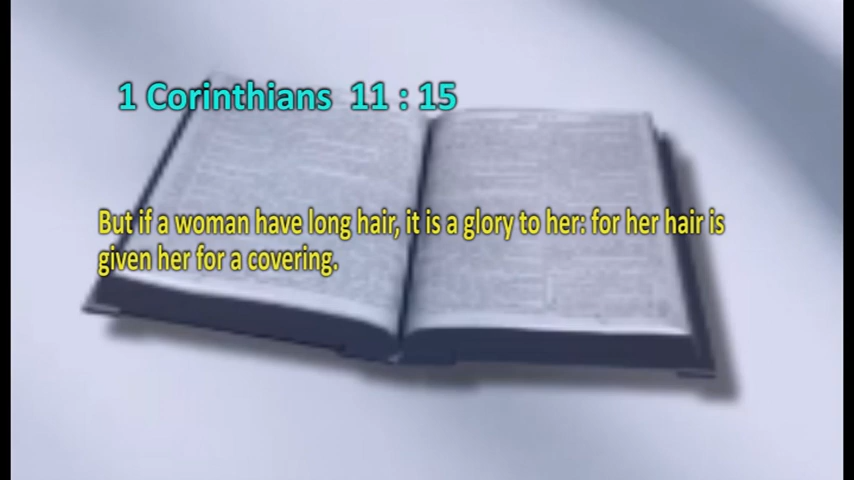 1 Corinthians 11 : 15
But if a woman have long hair, it is a glory to her: for her hair is
given her for a covering.